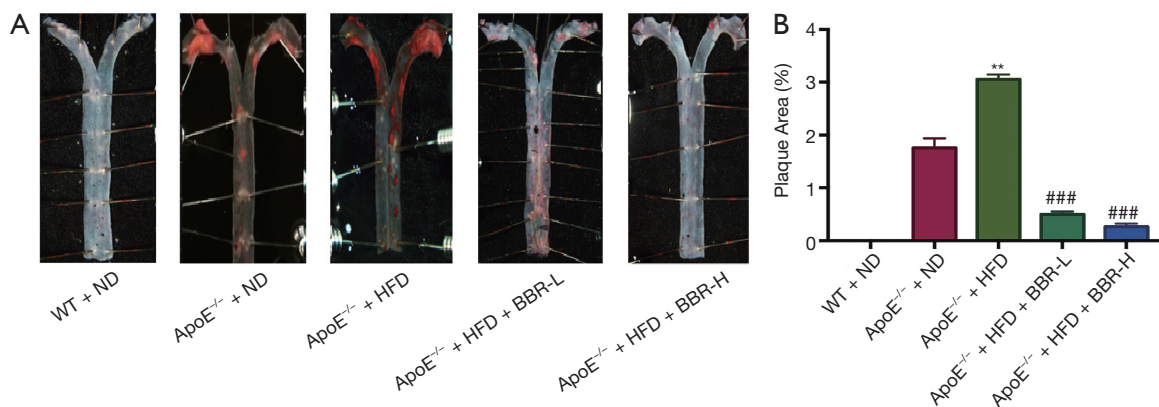 A
WT + ND
ApoE⁻/⁻ + ND
ApoE⁻/⁻ + HFD
ApoE⁻/⁻ + HFD + BBR-L
ApoE⁻/⁻ + HFD + BBR-H
B
Plaque Area (%)
4
3
2
1
0
**
###
###
WT + ND
ApoE⁻/⁻ + ND
ApoE⁻/⁻ + HFD
ApoE⁻/⁻ + HFD + BBR-L
ApoE⁻/⁻ + HFD + BBR-H